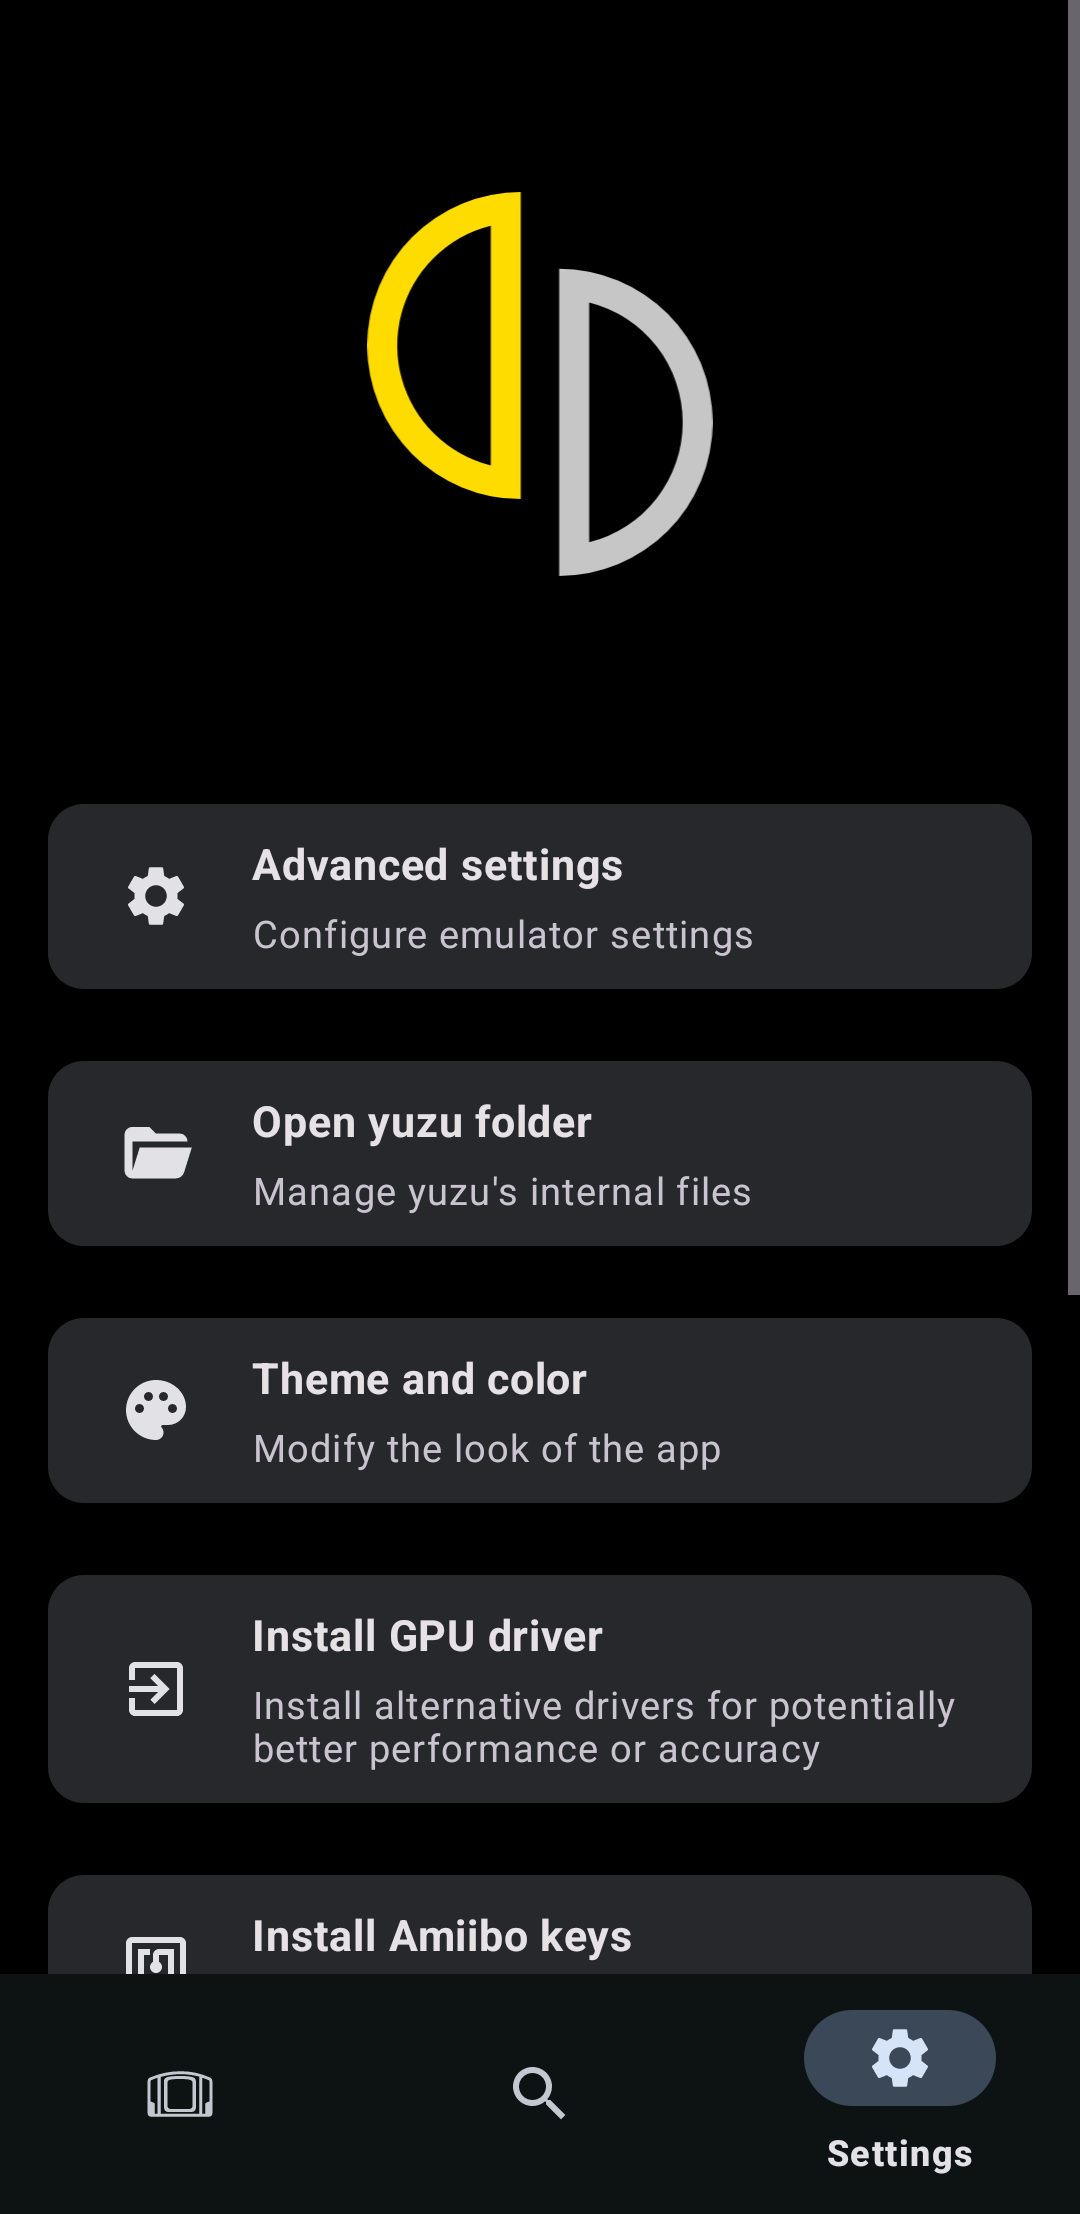 Advanced settings
Configure emulator settings
Open yuzu folder
Manage yuzu's internal files
Theme and color
Modify the look of the app
Install GPU driver
Install alternative drivers for potentially
better performance or accuracy
Install Amiibo keys
Settings